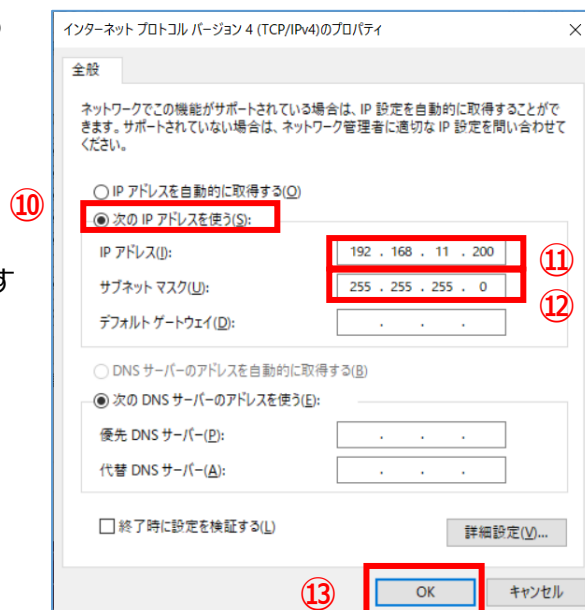 インターネット プロトコル バージョン 4 (TCP/IPv4)のプロパティ
全般
ネットワークでこの機能がサポートされている場合は、IP 設定を自動的に取得することがで
きます。サポートされていない場合は、ネットワーク管理者に適切な IP 設定を問い合わせて
ください。
IP アドレスを自動的に取得する(O)
⑩
次の IP アドレスを使う(S):
IP アドレス(I):
192 . 168 . 11 . 200
⑪
す
サブネット マスク(U):
255 . 255 . 255 . 0
⑫
デフォルト ゲートウェイ(D):
. . .
DNS サーバーのアドレスを自動的に取得する(B)
次の DNS サーバーのアドレスを使う(E):
優先 DNS サーバー(P):
. . .
代替 DNS サーバー(A):
. . .
終了時に設定を検証する(L)
詳細設定(V)...
⑬
OK
キャンセル